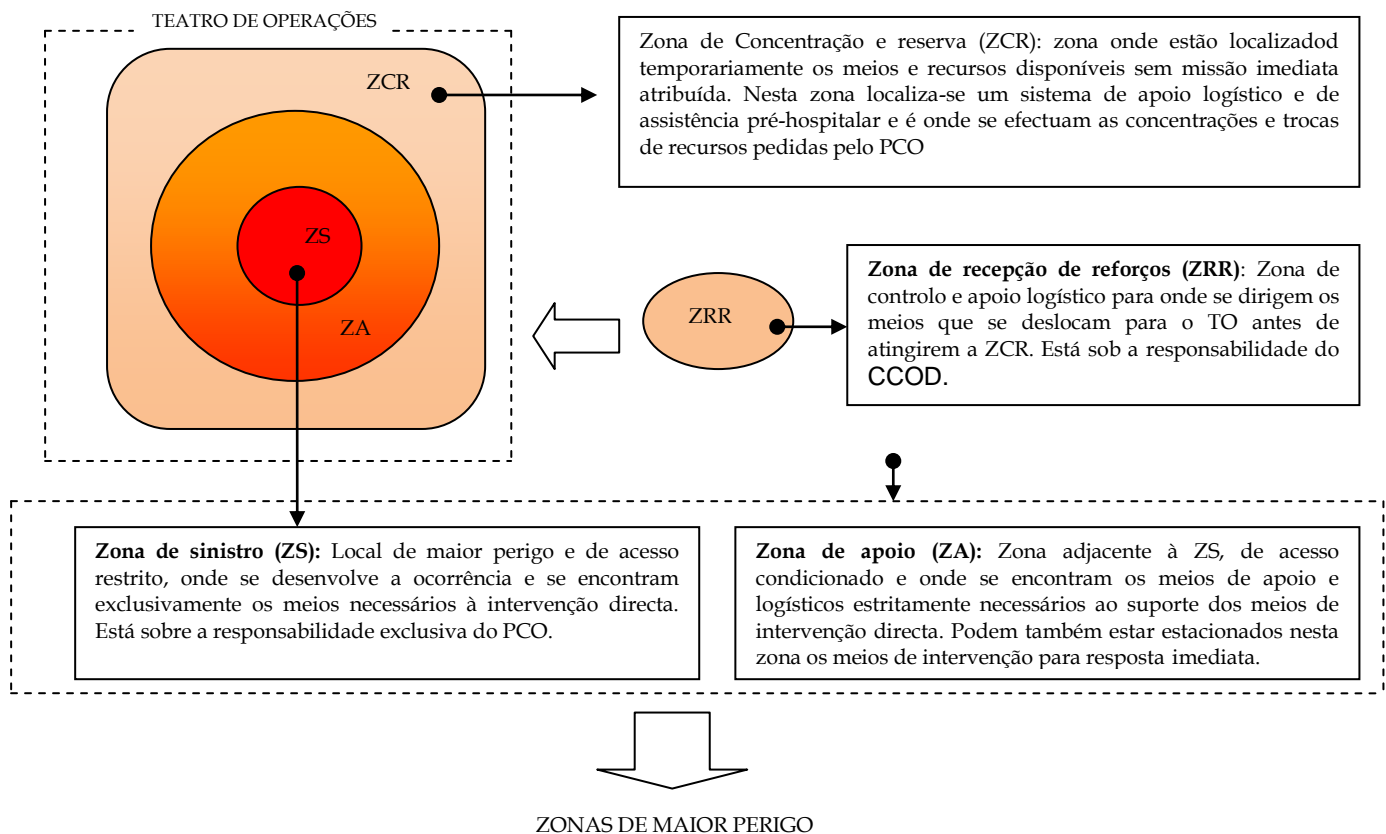 TEATRO DE OPERAÇÕES
ZCR
ZS
ZA
Zona de Concentração e reserva (ZCR): zona onde estão localizadod
temporariamente os meios e recursos disponíveis sem missão imediata
atribuída. Nesta zona localiza-se um sistema de apoio logístico e de
assistência pré-hospitalar e é onde se efectuam as concentrações e trocas
de recursos pedidas pelo PCO
ZRR
Zona de recepção de reforços (ZRR): Zona de
controlo e apoio logístico para onde se dirigem os
meios que se deslocam para o TO antes de
atingirem a ZCR. Está sob a responsabilidade do
CCOD.
Zona de sinistro (ZS): Local de maior perigo e de acesso
restrito, onde se desenvolve a ocorrência e se encontram
exclusivamente os meios necessários à intervenção directa.
Está sobre a responsabilidade exclusiva do PCO.
Zona de apoio (ZA): Zona adjacente à ZS, de acesso
condicionado e onde se encontram os meios de apoio e
logísticos estritamente necessários ao suporte dos meios de
intervenção directa. Podem também estar estacionados nesta
zona os meios de intervenção para resposta imediata.
ZONAS DE MAIOR PERIGO